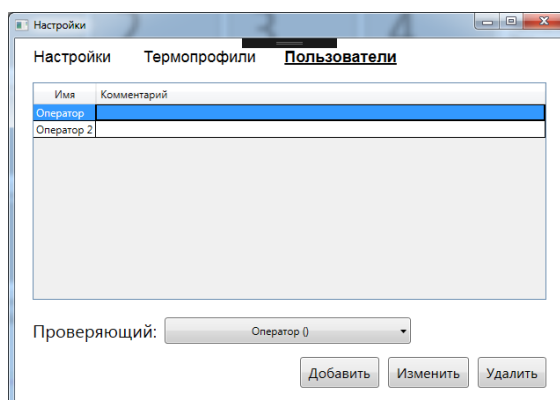 Настройки
Настройки Термопрофили Пользователи
Имя Комментарий
Оператор
Оператор 2
Проверяющий: Оператор ()
Добавить Изменить Удалить